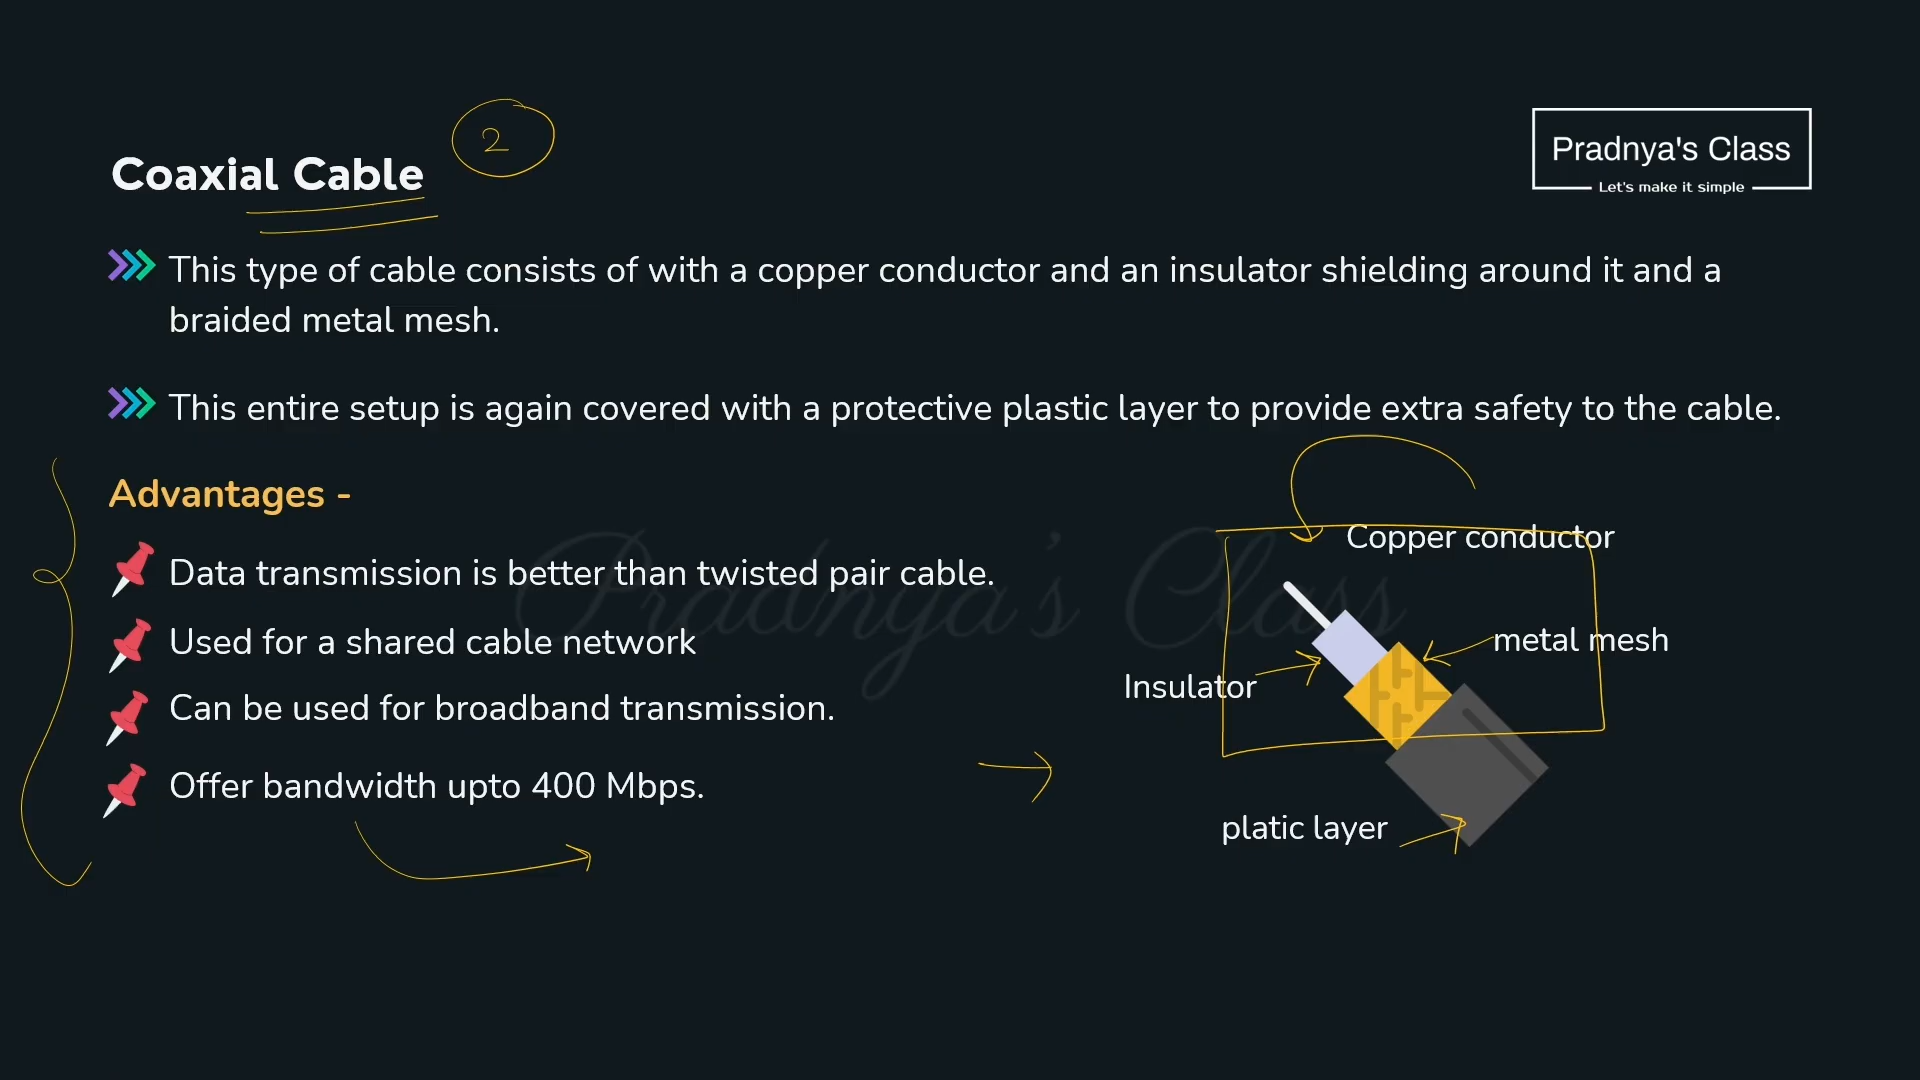 2
Coaxial Cable
Pradnya's Class
Let's make it simple
This type of cable consists of with a copper conductor and an insulator shielding around it and a
braided metal mesh.
This entire setup is again covered with a protective plastic layer to provide extra safety to the cable.
Advantages -
Data transmission is better than twisted pair cable.
Used for a shared cable network
Can be used for broadband transmission.
Offer bandwidth upto 400 Mbps.
Pradnya's Class
Copper conductor
metal mesh
Insulator
platic layer